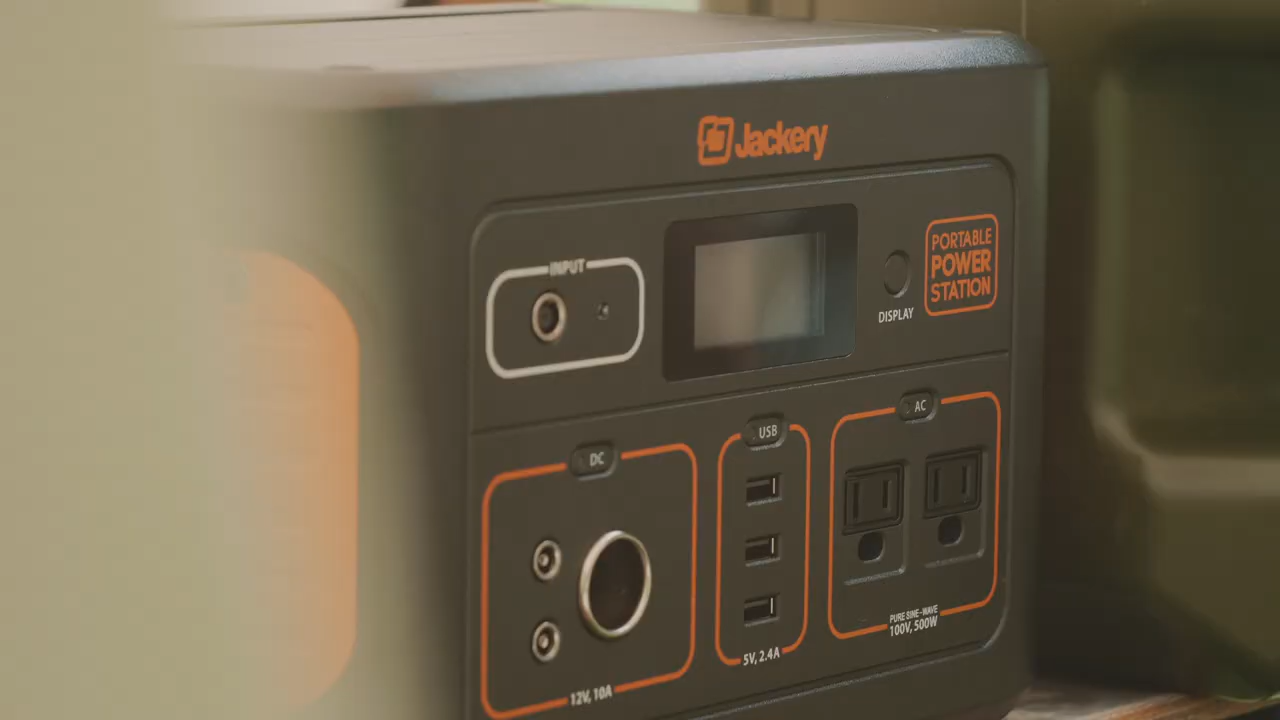 Jackery
INPUT
DISPLAY
PORTABLE
POWER
STATION
DC
12V, 10A
USB
5V, 2.4A
AC
PURE SINE-WAVE
100V, 500W